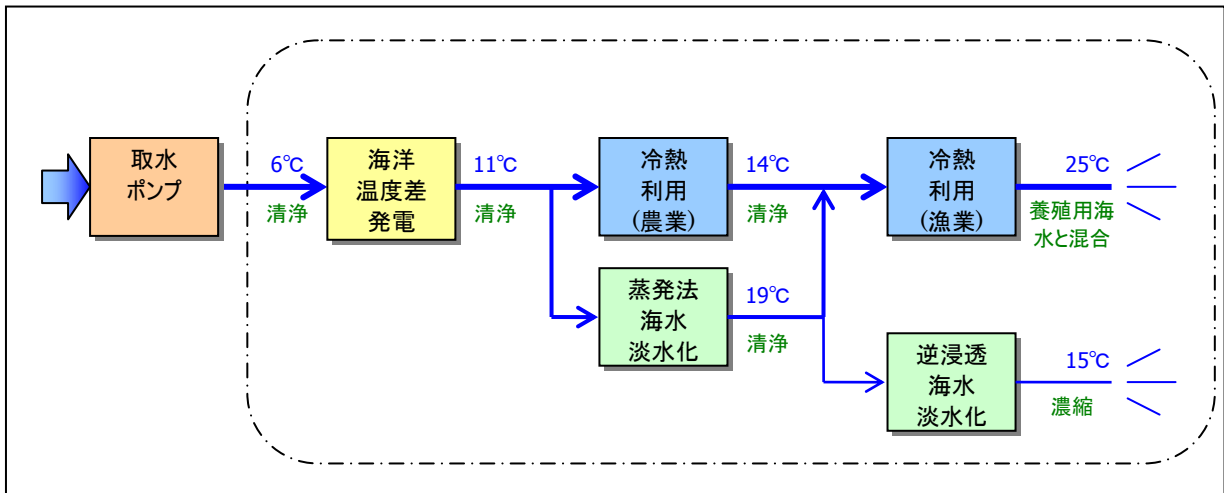 取水
ポンプ
6℃
清浄
海洋
温度差
発電
11℃
清浄
冷熱
利用
(農業)
14℃
清浄
冷熱
利用
(漁業)
25℃
養殖用海
水と混合
蒸発法
海水
淡水化
19℃
清浄
逆浸透
海水
淡水化
15℃
濃縮